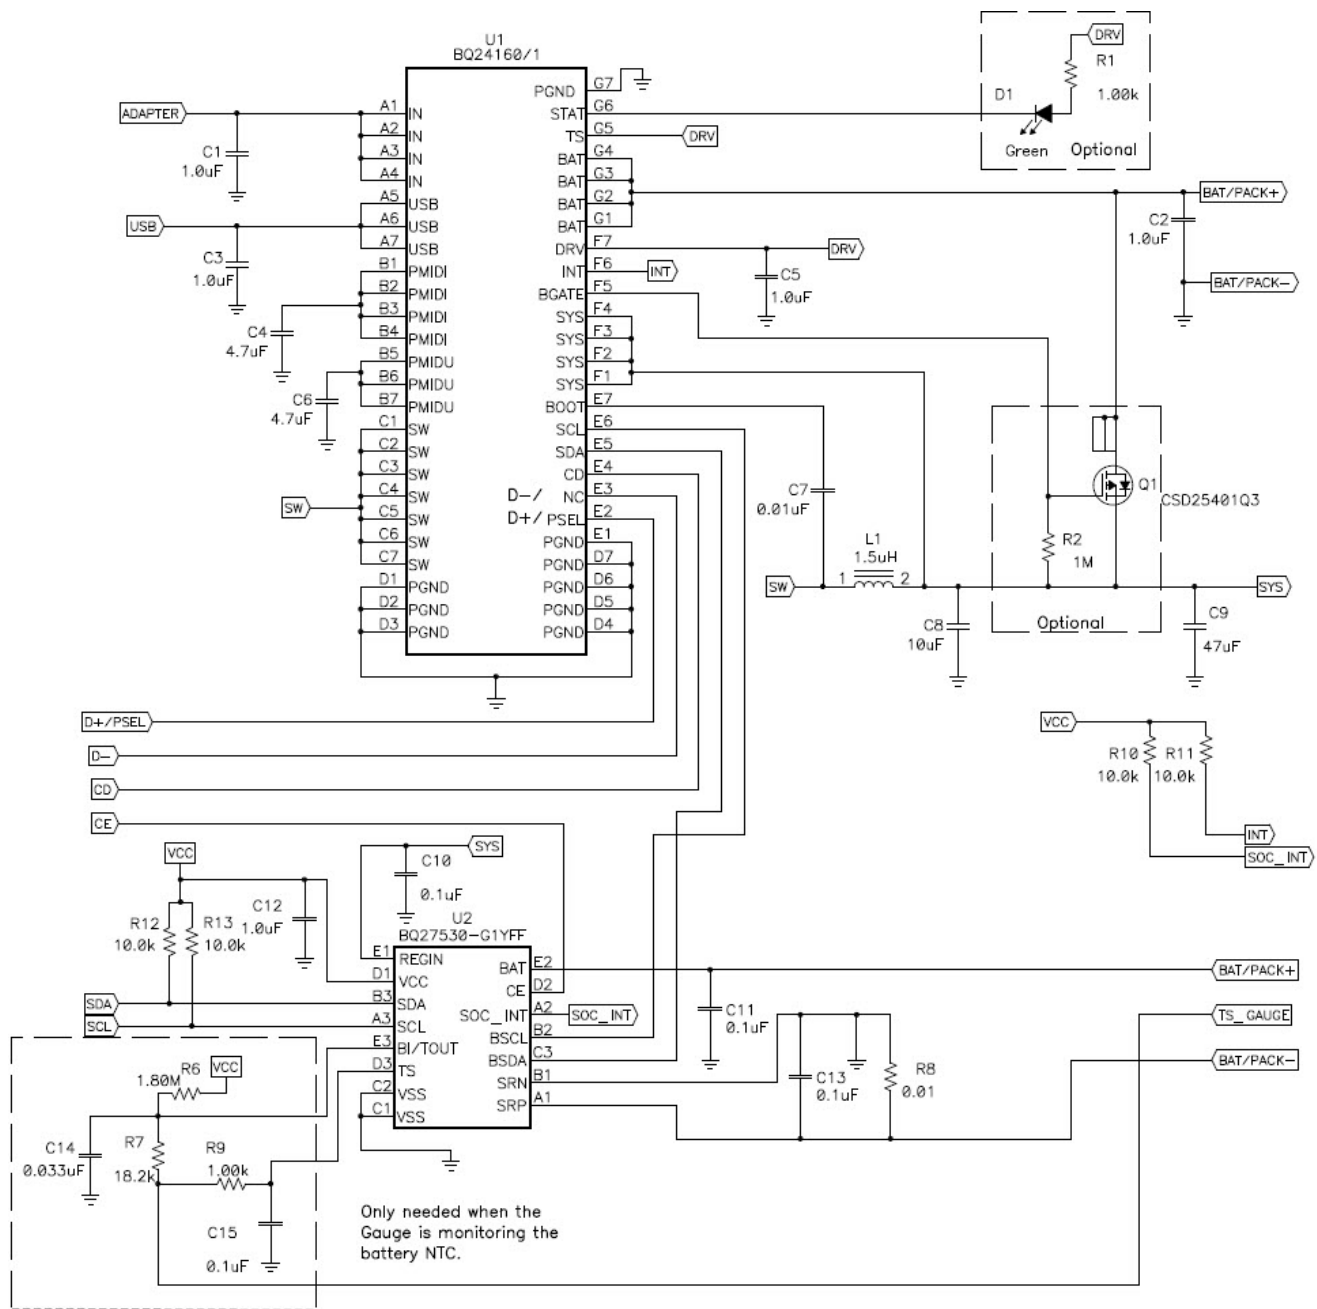 U1
BQ24160/1
ADAPTER
C1
1.0uF
USB
C3
1.0uF
C4
4.7uF
C6
4.7uF
SW
A1 IN
A2 IN
A3 IN
A4 IN
A5 USB
A6 USB
A7 USB
B1 PMIDI
B2 PMIDI
B3 PMIDI
B4 PMIDI
B5 PMIDU
B6 PMIDU
B7 PMIDU
C1 SW
C2 SW
C3 SW
C4 SW
C5 SW
C6 SW
C7 SW
D1 PGND
D2 PGND
D3 PGND
PGND G7
STAT G6
TS G5
BAT G4
BAT G3
BAT G2
BAT G1
DRV F7
INT F6
BGATE F5
SYS F4
SYS F3
SYS F2
SYS F1
BOOT E7
SCL E6
SDA E5
CD E4
D-/ NC E3
D+/ PSEL E2
PGND E1
PGND D7
PGND D6
PGND D5
PGND D4
DRV
R1
1.00k
D1
Green Optional
DRV
BAT/PACK+
C2
1.0uF
BAT/PACK-
DRV
C5
1.0uF
INT
C7
0.01uF
L1
1.5uH
SW
1 2
Q1
CSD25401Q3
R2
1M
Optional
SYS
C8
10uF
C9
47uF
D+/PSEL
D-
CD
CE
VCC
R10 R11
10.0k 10.0k
INT
SOC_INT
VCC
R12 R13
10.0k 10.0k
C12
1.0uF
SYS
C10
0.1uF
U2
BQ27530-G1YFF
SDA
SCL
E1 REGIN
D1 VCC
B3 SDA
A3 SCL
E3 BI/TOUT
D3 TS
C2 VSS
C1 VSS
BAT E2
CE D2
SOC_INT A2
BSCL B2
BSDA C3
SRN B1
SRP A1
SOC_INT
C11
0.1uF
BAT/PACK+
TS_GAUGE
BAT/PACK-
C13
0.1uF
R8
0.01
R6
1.80M
VCC
C14
0.033uF
R7
18.2k
R9
1.00k
C15
0.1uF
Only needed when the
Gauge is monitoring the
battery NTC.